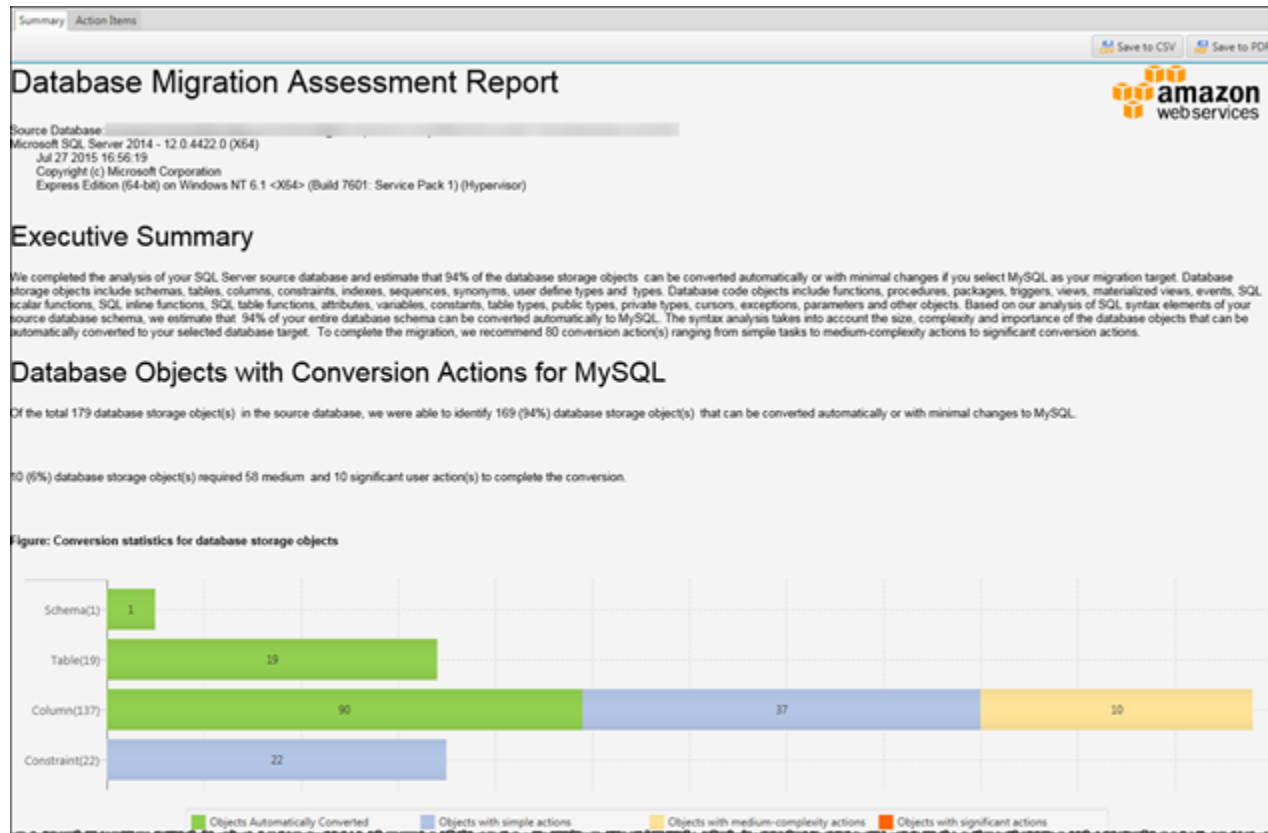 Summary Action Items
Save to CSV Save to PDF
Database Migration Assessment Report
amazon
webservices
Source Database:
Microsoft SQL Server 2014 - 12.0.4422.0 (X64)
Jul 27 2015 16:56:19
Copyright (c) Microsoft Corporation
Express Edition (64-bit) on Windows NT 6.1 <X64> (Build 7601: Service Pack 1) (Hypervisor)
Executive Summary
We completed the analysis of your SQL Server source database and estimate that 94% of the database storage objects can be converted automatically or with minimal changes if you select MySQL as your migration target. Database
storage objects include schemas, tables, columns, constraints, indexes, sequences, synonyms, user define types and types. Database code objects include functions, procedures, packages, triggers, views, materialized views, events, SQL
scalar functions, SQL inline functions, SQL table functions, attributes, variables, constants, table types, public types, private types, cursors, exceptions, parameters and other objects. Based on our analysis of SQL syntax elements of your
source database schema, we estimate that 94% of your entire database schema can be converted automatically to MySQL. The syntax analysis takes into account the size, complexity and importance of the database objects that can be
automatically converted to your selected database target. To complete the migration, we recommend 80 conversion action(s) ranging from simple tasks to medium-complexity actions to significant conversion actions.
Database Objects with Conversion Actions for MySQL
Of the total 179 database storage object(s) in the source database, we were able to identify 169 (94%) database storage object(s) that can be converted automatically or with minimal changes to MySQL.
10 (6%) database storage object(s) required 58 medium and 10 significant user action(s) to complete the conversion.
Figure: Conversion statistics for database storage objects
Schema(1) 1
Table(19) 19
Column(137) 90 37 10
Constraint(22) 22
Objects Automatically Converted Objects with simple actions Objects with medium-complexity actions Objects with significant actions